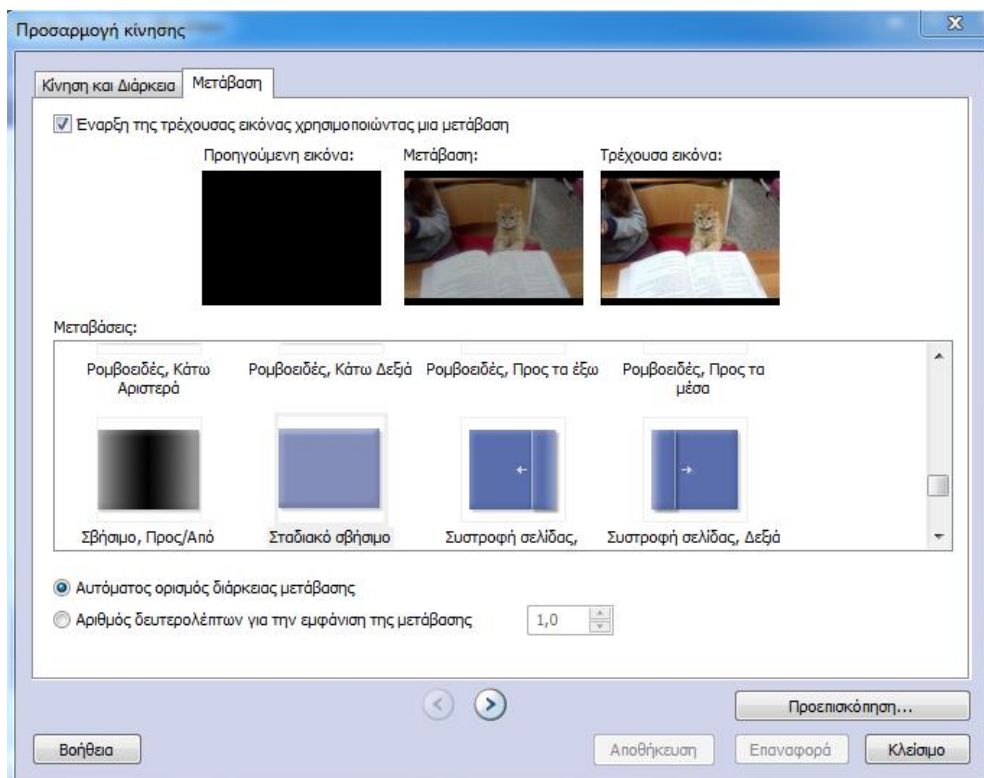 Προσαρμογή κίνησης
Κίνηση και Διάρκεια Μετάβαση
Έναρξη της τρέχουσας εικόνας χρησιμοποιώντας μια μετάβαση
Προηγούμενη εικόνα: Μετάβαση: Τρέχουσα εικόνα:
Μεταβάσεις:
Ρομβοειδές, Κάτω Αριστερά
Ρομβοειδές, Κάτω Δεξιά
Ρομβοειδές, Προς τα έξω
Ρομβοειδές, Προς τα μέσα
Σβήσιμο, Προς/Από Σταδιακό σβήσιμο Συστροφή σελίδας, Συστροφή σελίδας, Δεξιά
Αυτόματος ορισμός διάρκειας μετάβασης
Αριθμός δευτερολέπτων για την εμφάνιση της μετάβασης 1,0
Προεπισκόπηση...
Βοήθεια Αποθήκευση Επαναφορά Κλείσιμο